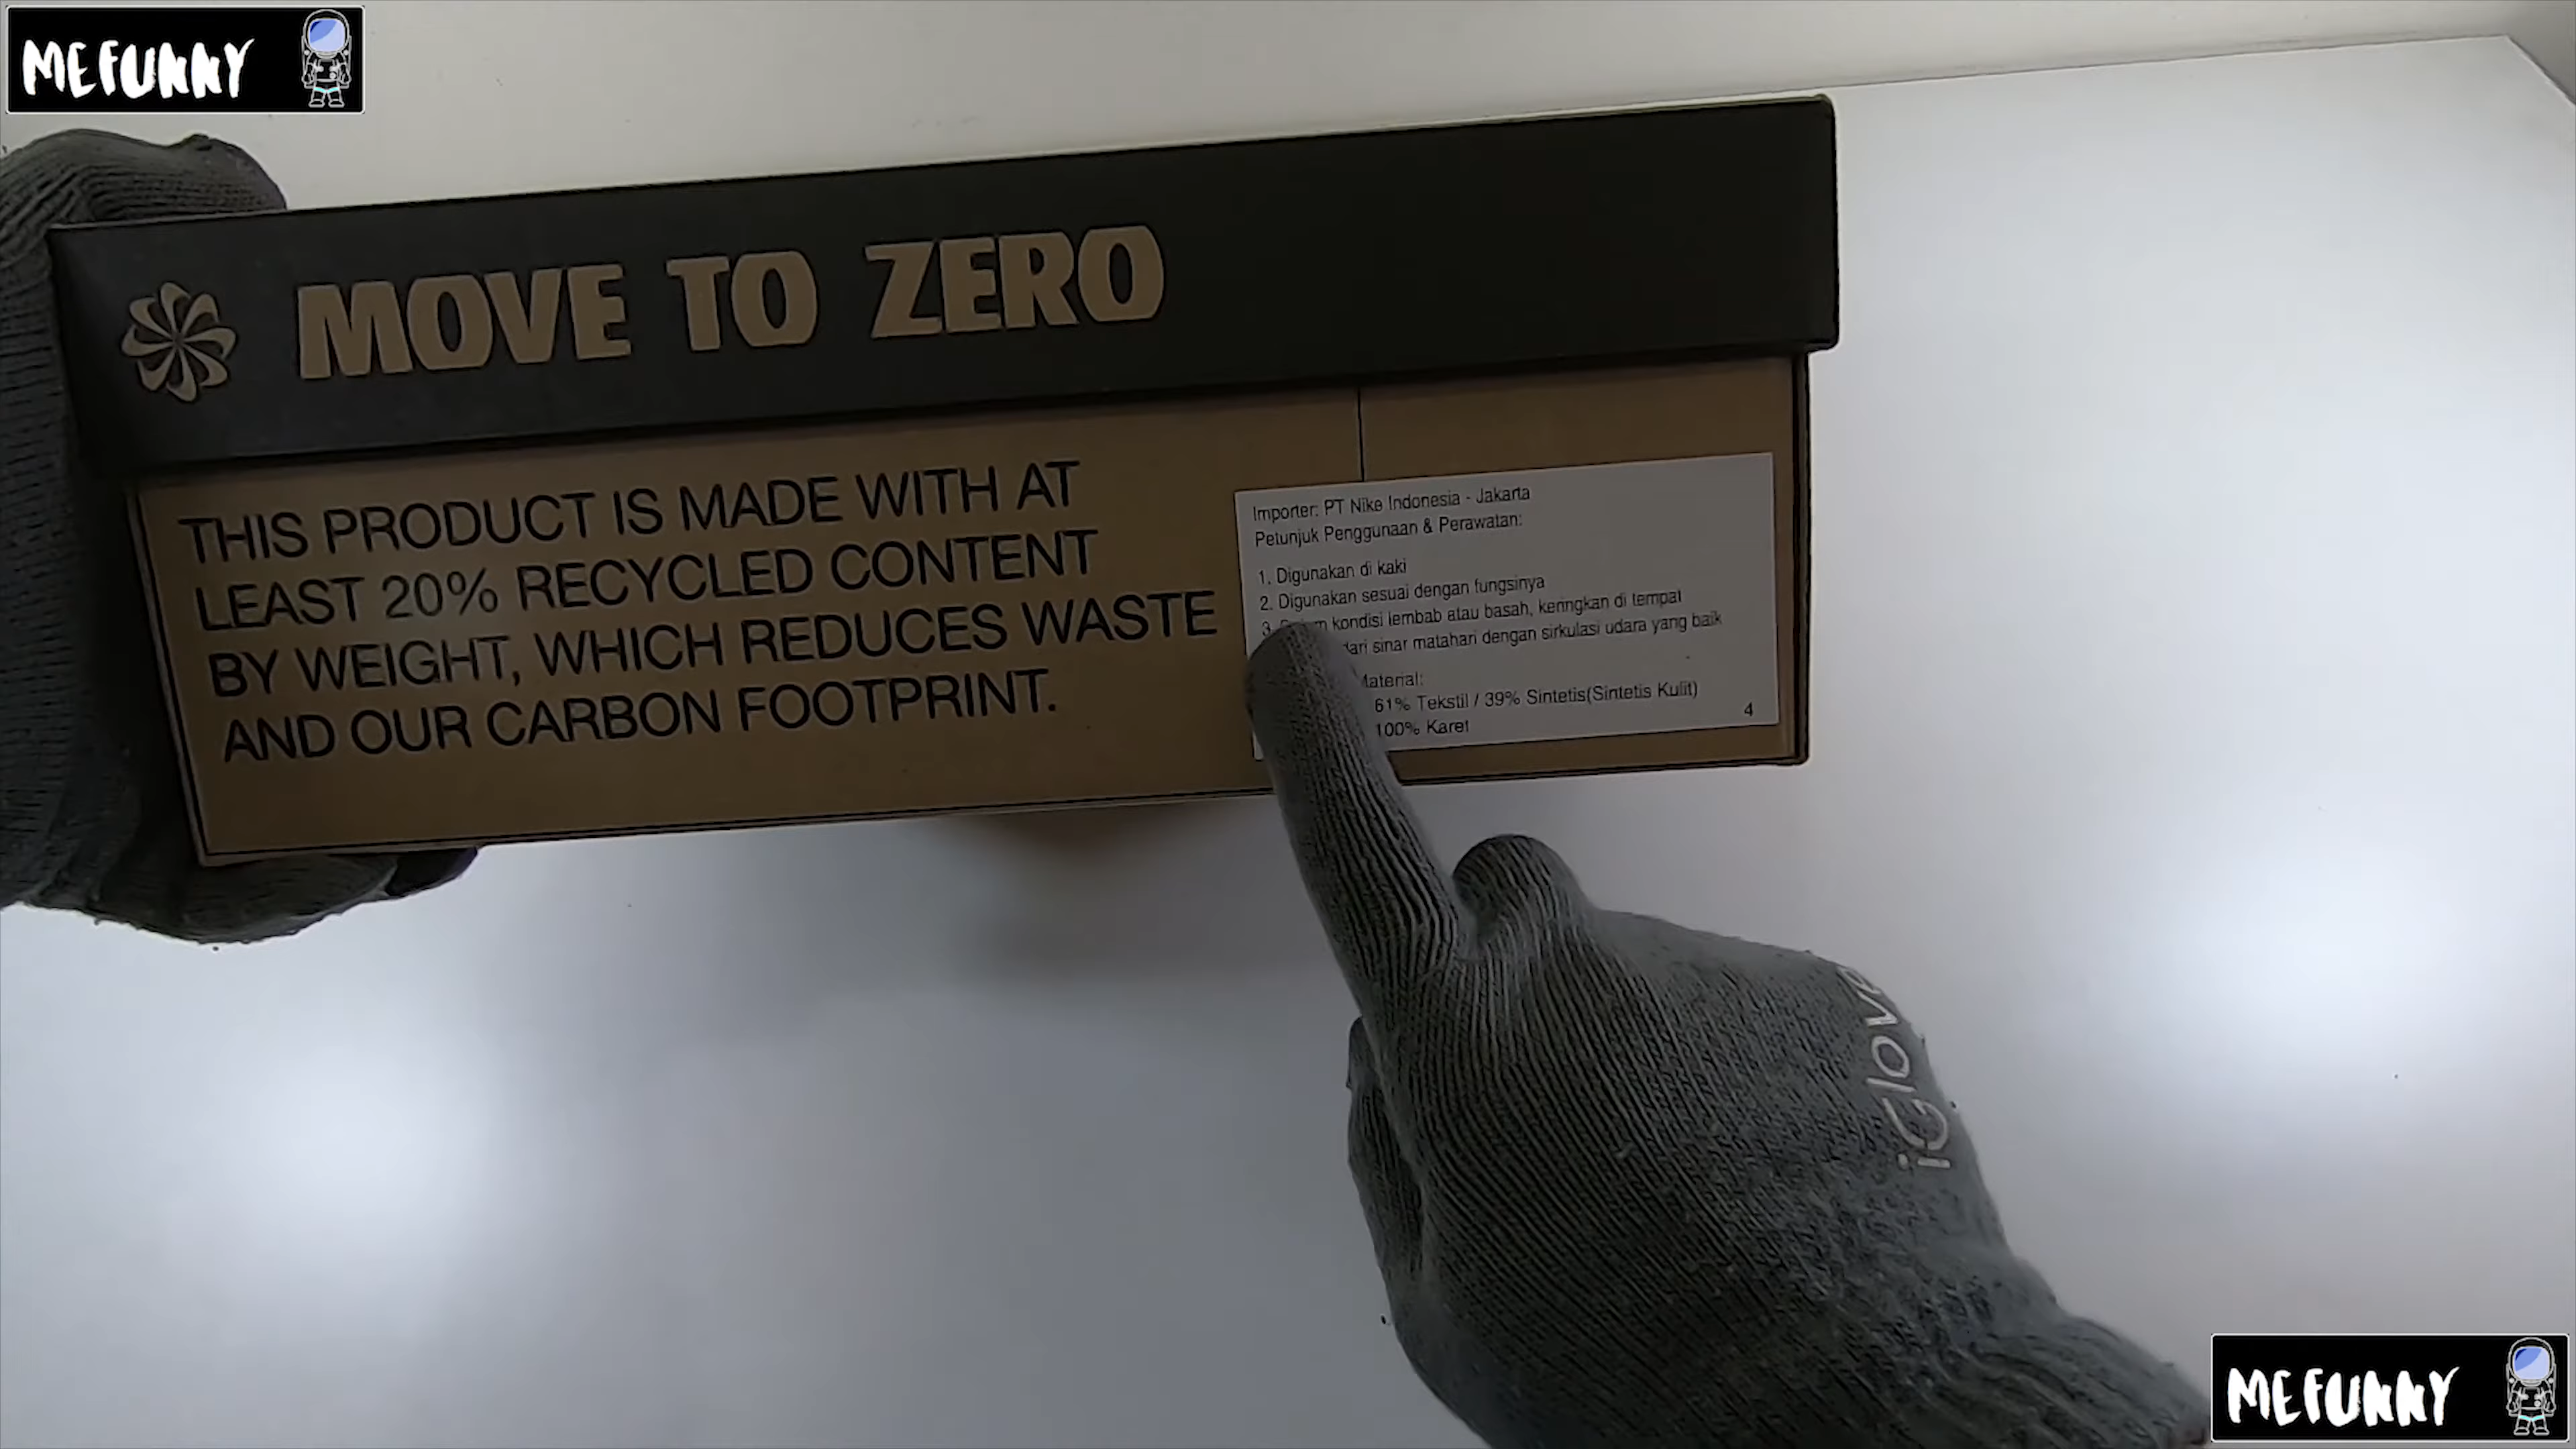 MEFUNNY
MOVE TO ZERO
THIS PRODUCT IS MADE WITH AT
LEAST 20% RECYCLED CONTENT
BY WEIGHT, WHICH REDUCES WASTE
AND OUR CARBON FOOTPRINT.
Importer: PT Nike Indonesia - Jakarta
Petunjuk Penggunaan & Perawatan:
1. Digunakan di kaki
2. Digunakan sesuai dengan fungsinya
3. kondisi lembab atau basah, keringkan di tempat
dari sinar matahari dengan sirkulasi udara yang baik
Material:
61% Tekstil / 39% Sintetis(Sintetis Kulit)
100% Karet
4
iGlove
MEFUNNY